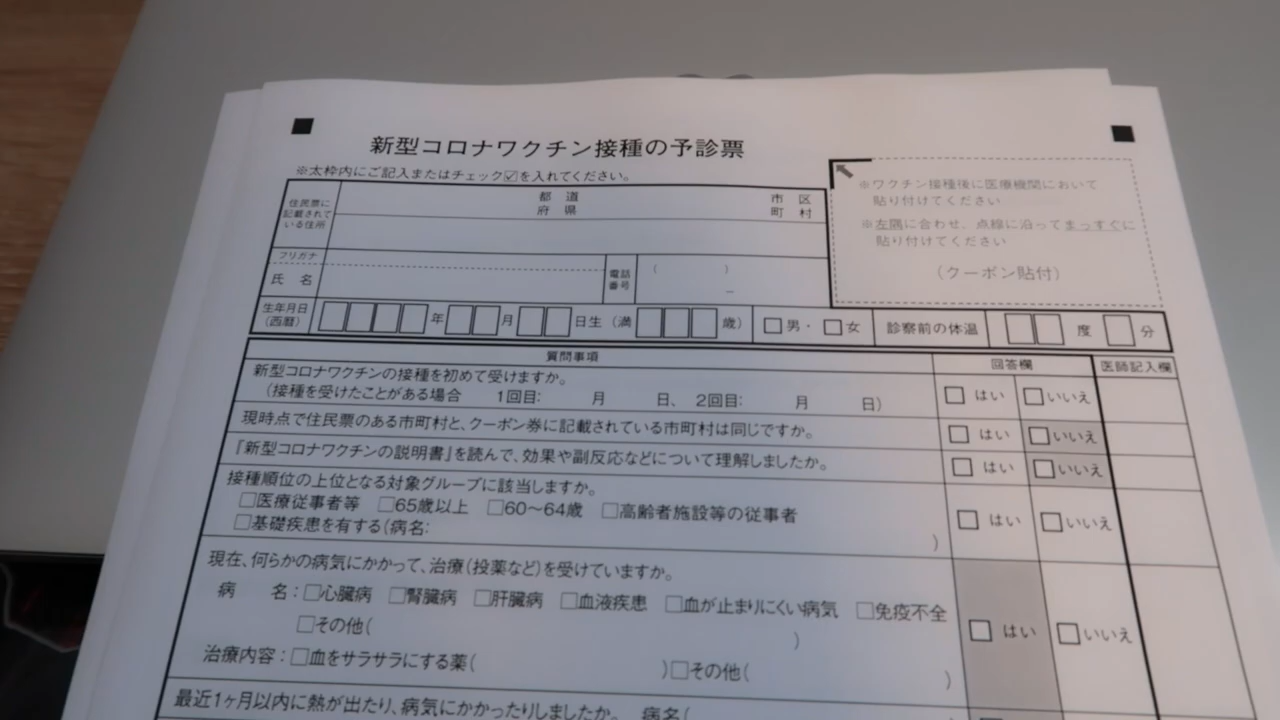 新型コロナワクチン接種の予診票
※太枠内にご記入またはチェック☑を入れてください。
住民票に
記載されて
いる住所
都 道
府 県
市 区
町 村
フリガナ
氏 名
電話
番号
( )
－
※ワクチン接種後に医療機関において
貼り付けてください
※左隅に合わせ、点線に沿ってまっすぐに
貼り付けてください
(クーポン貼付)
生年月日
(西暦)
□□□□年□□月□□日生(満□□□歳)
□男・□女
診察前の体温
□□度□分
質問事項
回答欄
医師記入欄
新型コロナワクチンの接種を初めて受けますか。
(接種を受けたことがある場合 1回目: 月 日、 2回目: 月 日)
□はい □いいえ
現時点で住民票のある市町村と、クーポン券に記載されている市町村は同じですか。
□はい □いいえ
『新型コロナワクチンの説明書』を読んで、効果や副反応などについて理解しましたか。
□はい □いいえ
接種順位の上位となる対象グループに該当しますか。
□医療従事者等 □65歳以上 □60～64歳 □高齢者施設等の従事者
□基礎疾患を有する(病名: )
□はい □いいえ
現在、何らかの病気にかかって、治療(投薬など)を受けていますか。
病 名：□心臓病 □腎臓病 □肝臓病 □血液疾患 □血が止まりにくい病気 □免疫不全
□その他( )
治療内容：□血をサラサラにする薬( )□その他( )
□はい □いいえ
最近1ヶ月以内に熱が出たり、病気にかかったりしましたか。 病名(